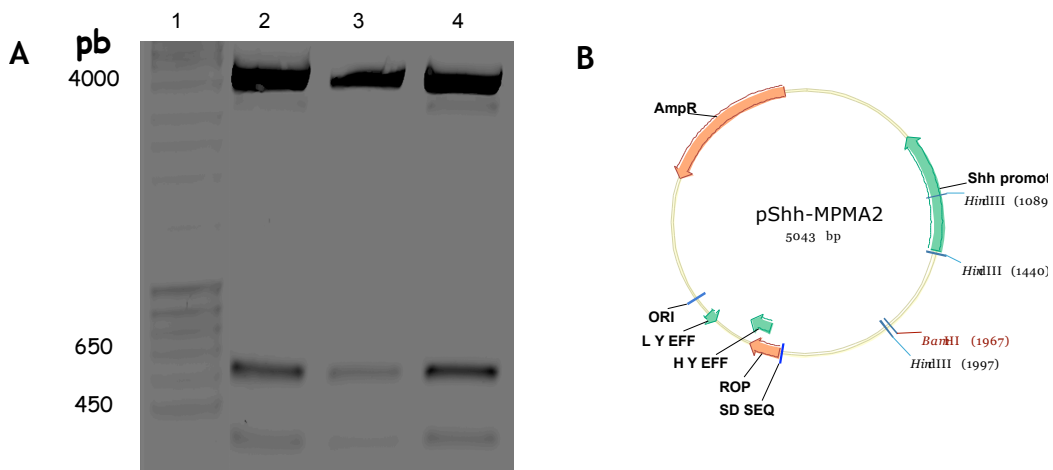 A
pb
1 2 3 4
4000
650
450
B
AmpR
Shh promot
HindIII (1089
pShh-MPMA2
5043 bp
HindIII (1440)
ORI
L Y EFF
H Y EFF
BamHI (1967)
HindIII (1997)
ROP
SD SEQ